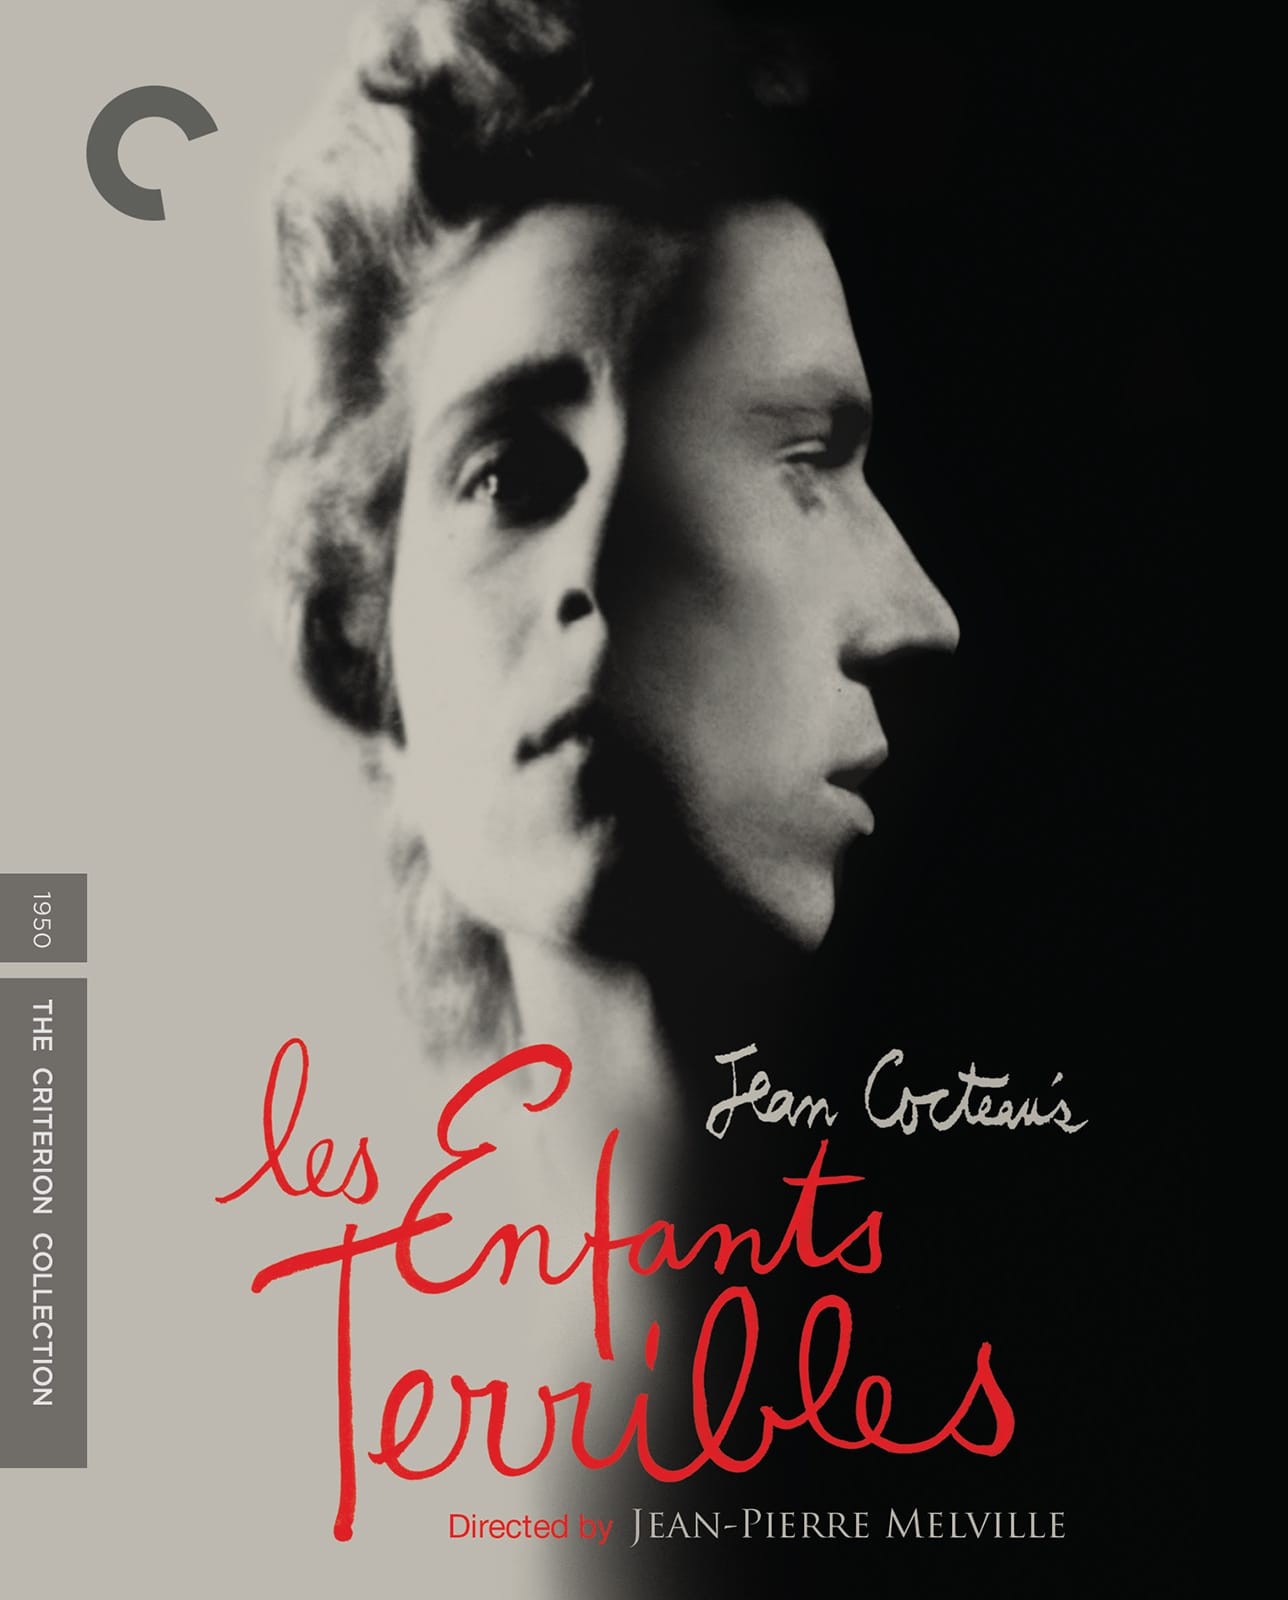 1950
THE CRITERION COLLECTION
Jean Cocteau's
les Enfants
Terribles
Directed by JEAN-PIERRE MELVILLE